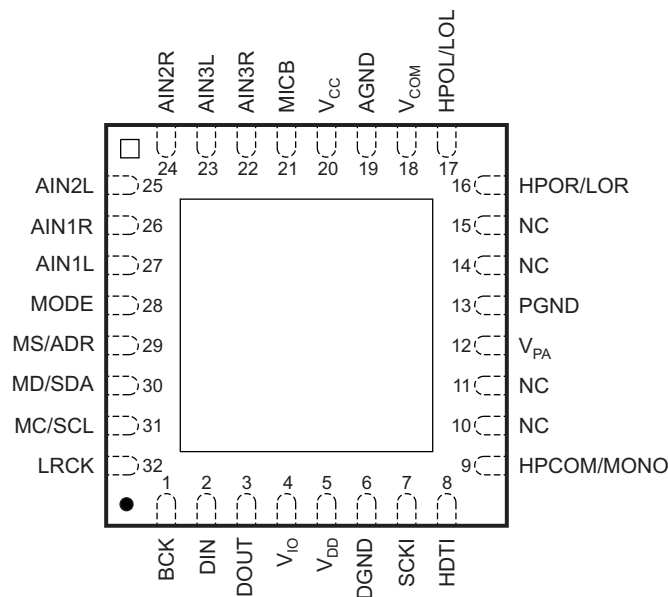 AIN2R
AIN3L
AIN3R
MICB
VCC
AGND
VCOM
HPOL/LOL
24
23
22
21
20
19
18
17
AIN2L 25
AIN1R 26
AIN1L 27
MODE 28
MS/ADR 29
MD/SDA 30
MC/SCL 31
LRCK 32
16 HPOR/LOR
15 NC
14 NC
13 PGND
12 VPA
11 NC
10 NC
9 HPCOM/MONO
1
2
3
4
5
6
7
8
BCK
DIN
DOUT
VIO
VDD
DGND
SCKI
HDTI